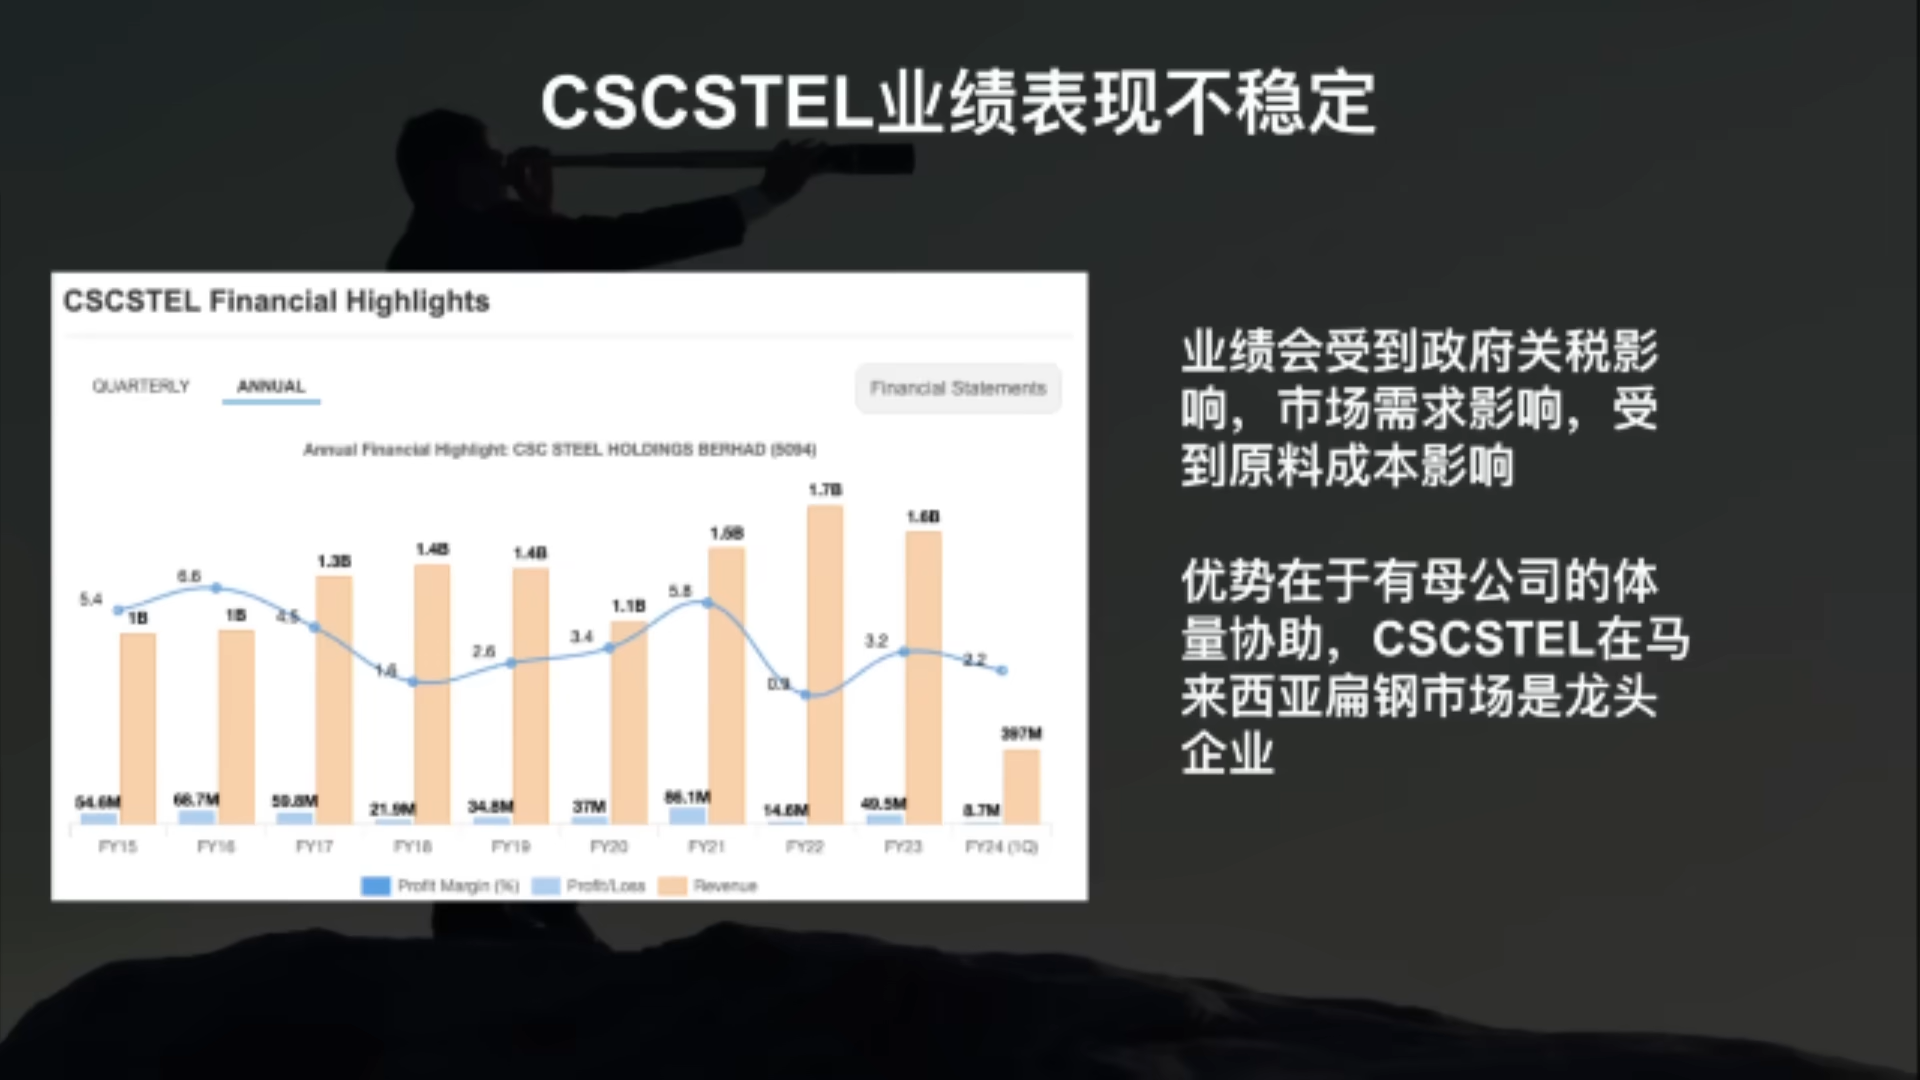 CSCSTEL业绩表现不稳定
CSCSTEL Financial Highlights
QUARTERLY ANNUAL
Financial Statements
Annual Financial Highlight: CSC STEEL HOLDINGS BERHAD (5094)
1.7B
1.6B
1.5B
1.4B
1.4B
1.3B
6.6
5.4
5.8
1B
1B
4.5
1.1B
3.4
2.6
3.2
1.6
2.2
0.9
397M
54.6M
66.7M
59.8M
21.9M
34.8M
37M
86.1M
14.6M
49.5M
8.7M
FY15 FY16 FY17 FY18 FY19 FY20 FY21 FY22 FY23 FY24 (1Q)
Profit Margin (%) Profit/Loss Revenue
业绩会受到政府关税影
响，市场需求影响，受
到原料成本影响
优势在于有母公司的体
量协助，CSCSTEL在马
来西亚扁钢市场是龙头
企业